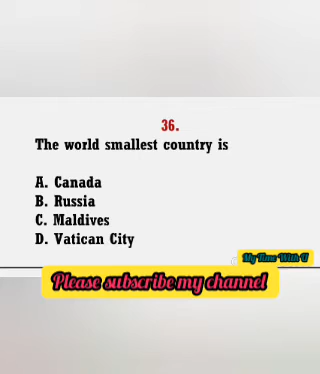 36.
The world smallest country is
A. Canada
B. Russia
C. Maldives
D. Vatican City
My Time With U
Please subscribe my channel